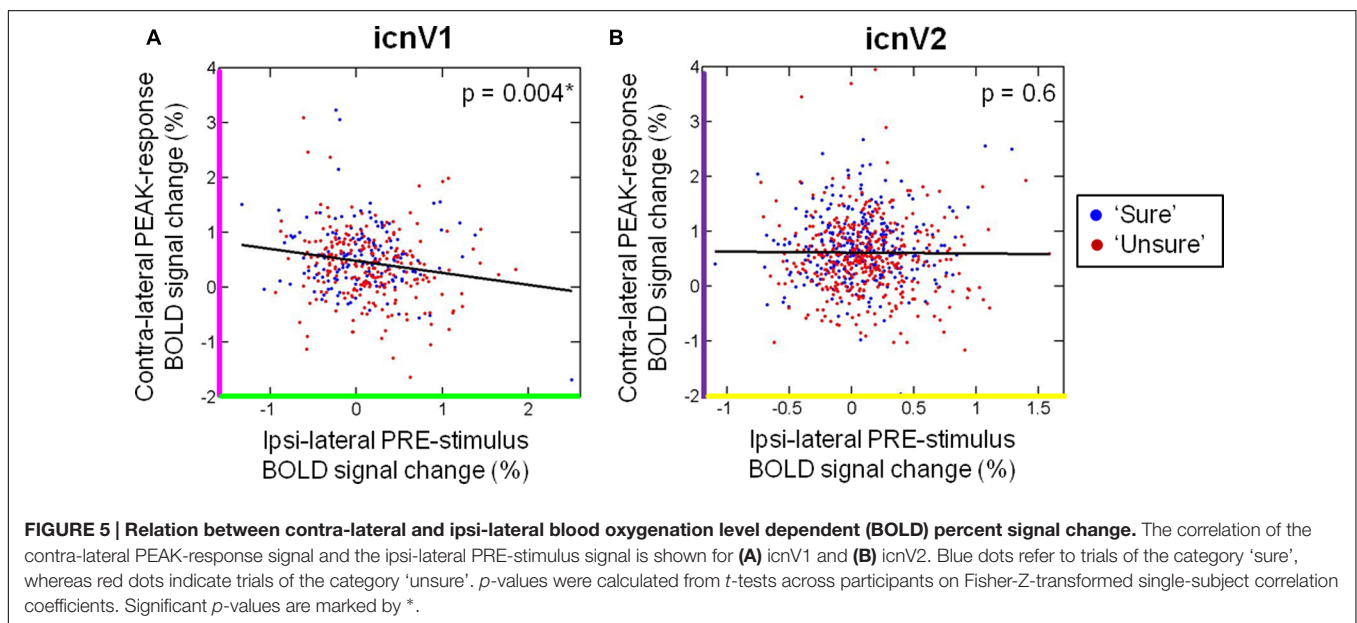 A
icnV1
Contra-lateral PEAK-response
BOLD signal change (%)
4
3
2
1
0
-1
-2
p = 0.004*
-1
0
1
2
Ipsi-lateral PRE-stimulus
BOLD signal change (%)
B
icnV2
Contra-lateral PEAK-response
BOLD signal change (%)
4
3
2
1
0
-1
-2
p = 0.6
-1
-0.5
0
0.5
1
1.5
Ipsi-lateral PRE-stimulus
BOLD signal change (%)
'Sure'
'Unsure'
FIGURE 5 | Relation between contra-lateral and ipsi-lateral blood oxygenation level dependent (BOLD) percent signal change. The correlation of the
contra-lateral PEAK-response signal and the ipsi-lateral PRE-stimulus signal is shown for (A) icnV1 and (B) icnV2. Blue dots refer to trials of the category 'sure',
whereas red dots indicate trials of the category 'unsure'. p-values were calculated from t-tests across participants on Fisher-Z-transformed single-subject correlation
coefficients. Significant p-values are marked by *.